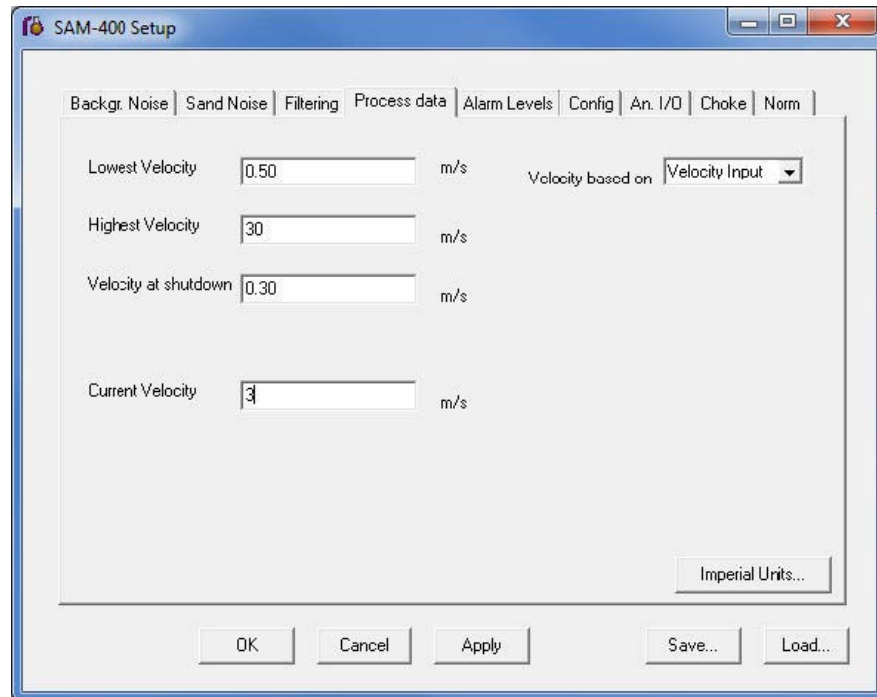 SAM-400 Setup
Backgr. Noise Sand Noise Filtering Process data Alarm Levels Config An. I/O Choke Norm
Lowest Velocity 0.50 m/s Velocity based on Velocity Input
Highest Velocity 30 m/s
Velocity at shutdown 0.30 m/s
Current Velocity 3 m/s
Imperial Units...
OK Cancel Apply Save... Load...